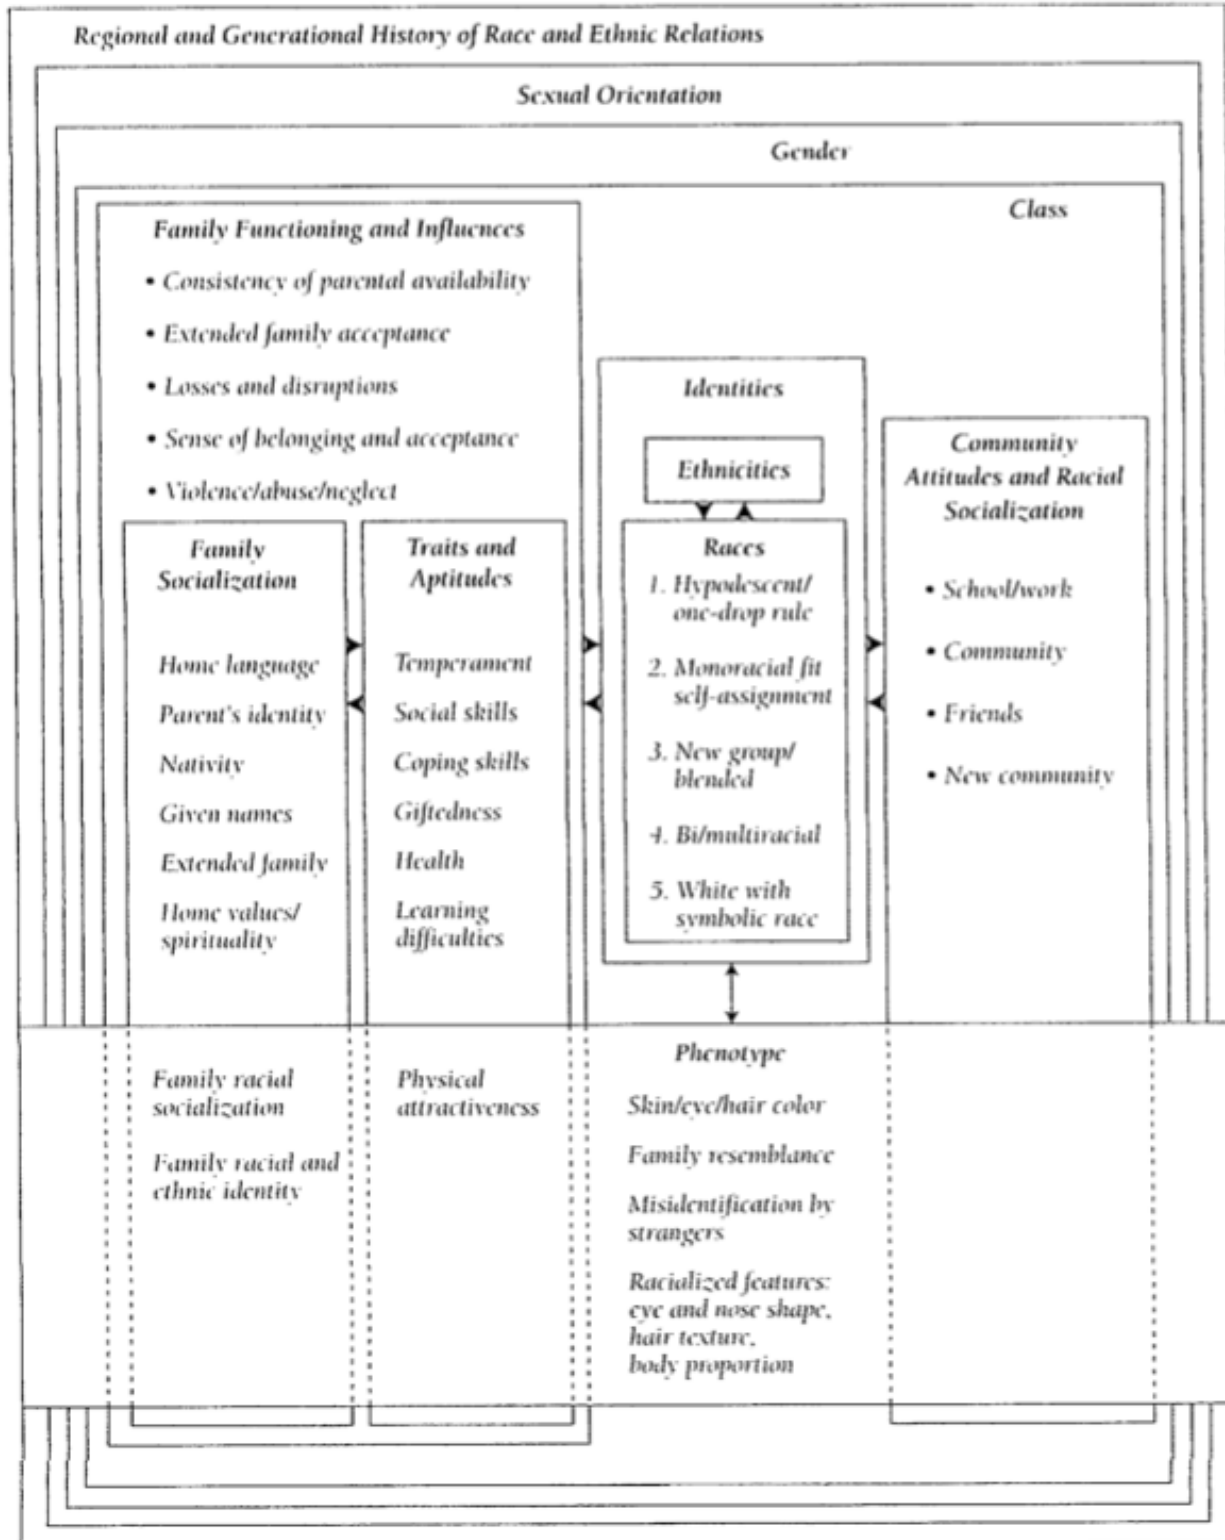 Regional and Generational History of Race and Ethnic Relations
Sexual Orientation
Gender
Class
Family Functioning and Influences
• Consistency of parental availability
• Extended family acceptance
• Losses and disruptions
• Sense of belonging and acceptance
• Violence/abuse/neglect
Family
Socialization
Home language
Parent's identity
Nativity
Given names
Extended family
Home values/
spirituality
Traits and
Aptitudes
Temperament
Social skills
Coping skills
Giftedness
Health
Learning
difficulties
Identities
Ethnicities
Races
1. Hypodescent/
one-drop rule
2. Monoracial fit
self-assignment
3. New group/
blended
4. Bi/multiracial
5. White with
symbolic race
Community
Attitudes and Racial
Socialization
• School/work
• Community
• Friends
• New community
Family racial
socialization
Family racial and
ethnic identity
Physical
attractiveness
Phenotype
Skin/eye/hair color
Family resemblance
Misidentification by
strangers
Racialized features:
eye and nose shape,
hair texture,
body proportion